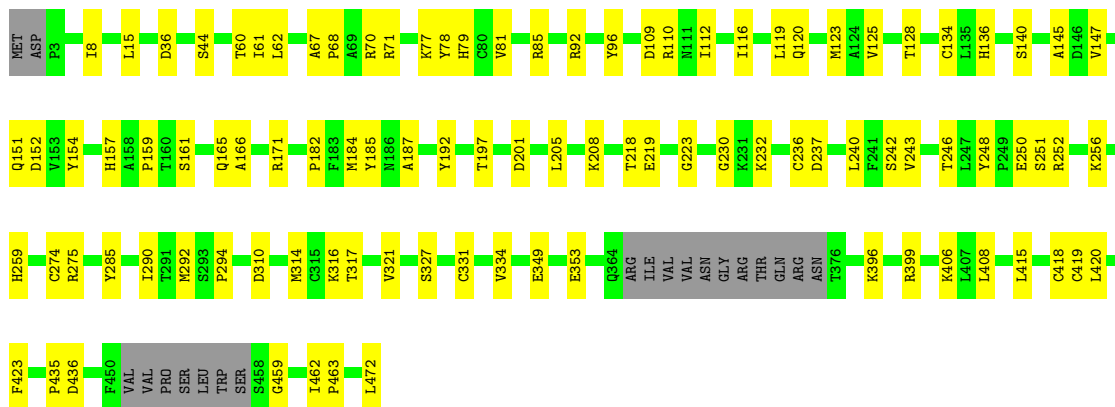 MET ASP P3 I8 L15 D36 S44 T60 I61 L62 A67 P68 A69 R70 R71 K77 Y78 H79 C80 V81 R85 R92 Y96 D109 R110 N111 I112 I116 L119 Q120 M123 A124 V125 T128 C134 L135 H136 S140 A145 D146 V147
Q151 D152 V153 Y154 H157 A158 P159 T160 S161 Q165 A166 R171 P182 F183 M184 Y185 N186 A187 Y192 T197 D201 L205 K208 T218 E219 G223 G230 K231 K232 C236 D237 L240 F241 S242 V243 T246 L247 Y248 P249 E250 S251 R252 K256
H259 C274 R275 Y285 I290 T291 M292 S293 P294 D310 M314 C315 K316 T317 V321 S327 C331 V334 E349 E353 Q364 ARG ILE VAL VAL ASN GLY ARG THR GLN ARG ASN T376 K396 R399 K406 L407 L408 L415 C418 C419 L420
F423 P435 D436 F450 VAL VAL PRO SER LEU TRP SER S458 G459 I462 P463 L472